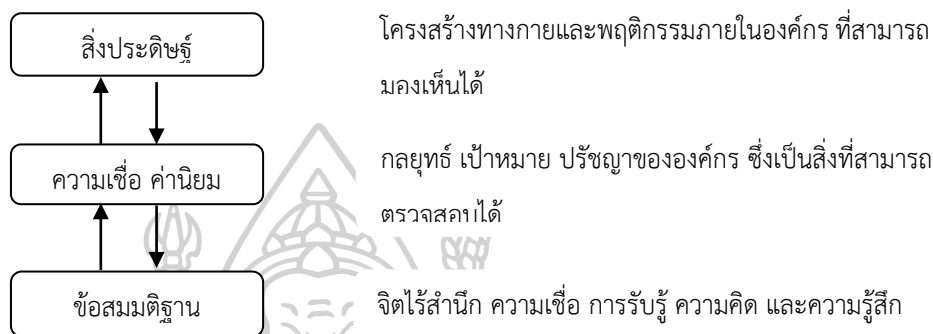 สิ่งประดิษฐ์
โครงสร้างทางกายและพฤติกรรมภายในองค์กร ที่สามารถ
มองเห็นได้
ความเชื่อ ค่านิยม
กลยุทธ์ เป้าหมาย ปรัชญาขององค์กร ซึ่งเป็นสิ่งที่สามารถ
ตรวจสอบได้
ข้อสมมติฐาน
จิตไร้สำนึก ความเชื่อ การรับรู้ ความคิด และความรู้สึก